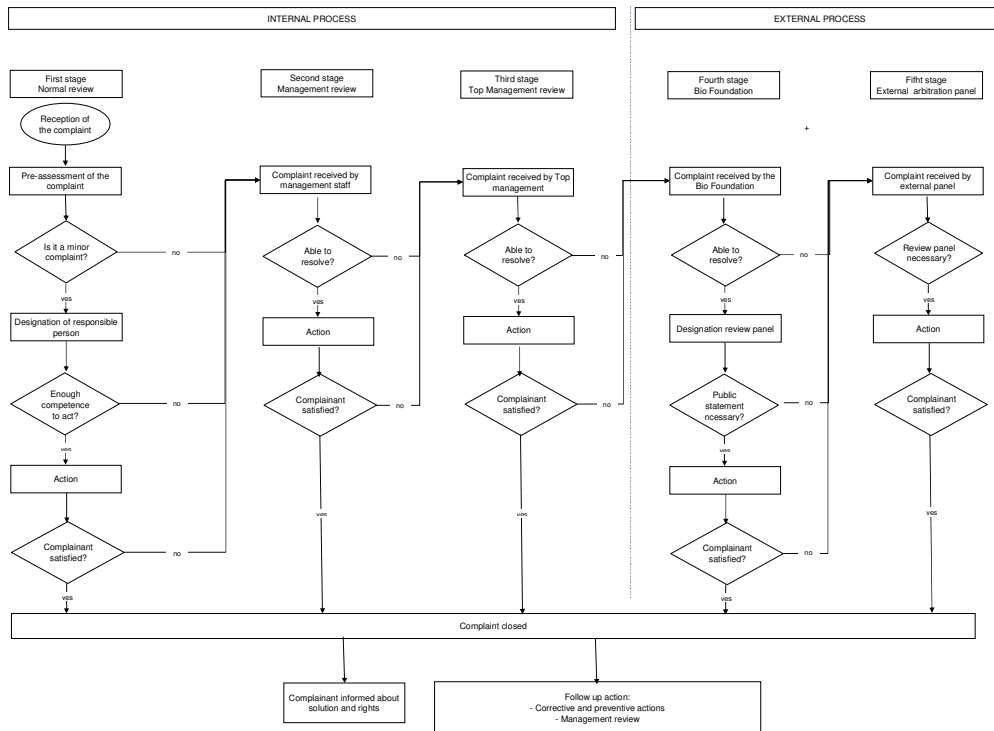 INTERNAL PROCESS
EXTERNAL PROCESS
First stage
Normal review
Second stage
Management review
Third stage
Top Management review
Fourth stage
Bio Foundation
Fifht stage
External arbitration panel
Reception of
the complaint
+
Pre-assessment of the
complaint
Complaint received by
management staff
Complaint received by Top
management
Complaint received by the
Bio Foundation
Complaint received by
external panel
Is it a minor
complaint?
no
Able to
resolve?
no
Able to
resolve?
no
Able to
resolve?
no
Review panel
necessary?
yes
yes
yes
yes
yes
Designation of responsible
person
Action
Action
Designation review panel
Action
Enough
competence
to act?
no
Complainant
satisfied?
no
Complainant
satisfied?
no
Public
statement
ncessary?
no
Complainant
satisfied?
yes
yes
Action
Action
yes
yes
yes
Complainant
satisfied?
no
Complainant
satisfied?
no
yes
yes
Complaint closed
Complainant informed about
solution and rights
Follow up action:
- Corrective and preventive actions
- Management review